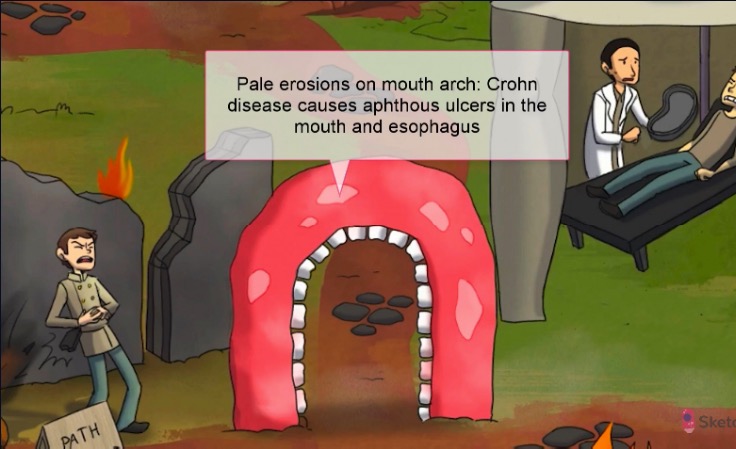 Pale erosions on mouth arch: Crohn
disease causes aphthous ulcers in the
mouth and esophagus
PATH